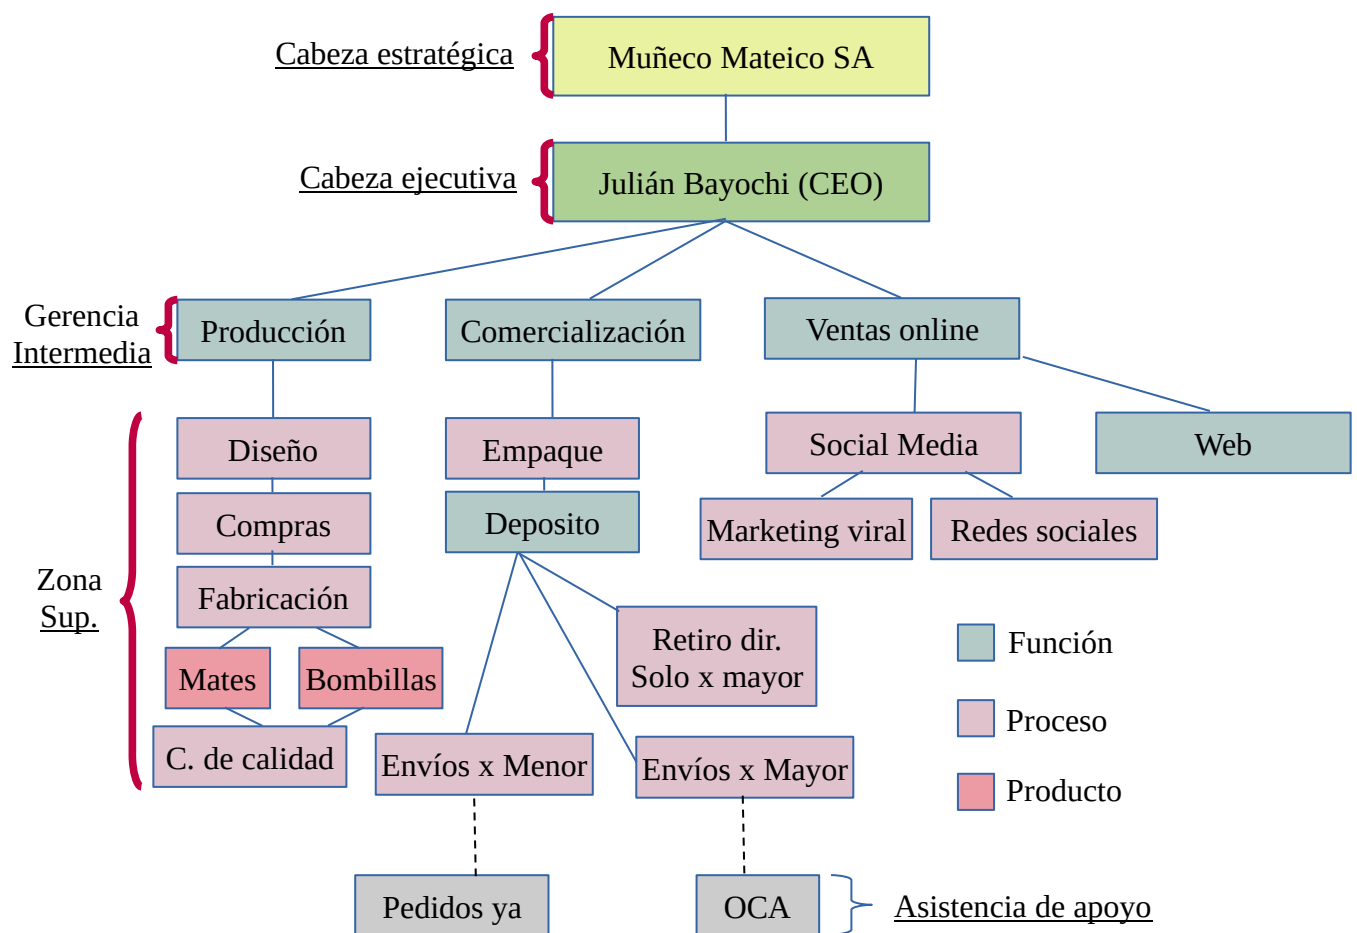 Cabeza estratégica
Muñeco Mateico SA
Cabeza ejecutiva
Julián Bayochi (CEO)
Gerencia
Intermedia
Producción
Comercialización
Ventas online
Diseño
Empaque
Social Media
Web
Compras
Deposito
Marketing viral
Redes sociales
Zona
Sup.
Fabricación
Retiro dir.
Solo x mayor
Función
Mates
Bombillas
Proceso
C. de calidad
Envíos x Menor
Envíos x Mayor
Producto
Pedidos ya
OCA
Asistencia de apoyo